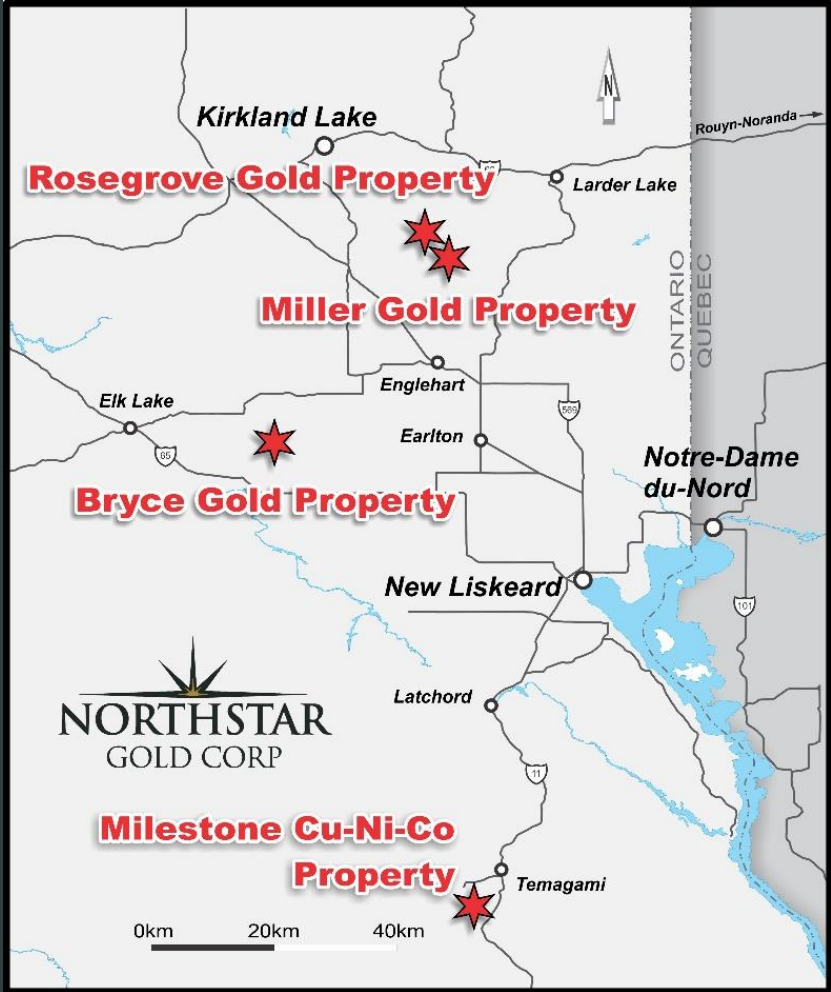 N
Kirkland Lake
Rouyn-Noranda
Rosegrove Gold Property
Larder Lake
ONTARIO
QUEBEC
Miller Gold Property
Englehart
Elk Lake
569
Earlton
65
Notre-Dame
du-Nord
Bryce Gold Property
New Liskeard
101
Latchord
NORTHSTAR
GOLD CORP
11
Milestone Cu-Ni-Co
Property
Temagami
0km 20km 40km